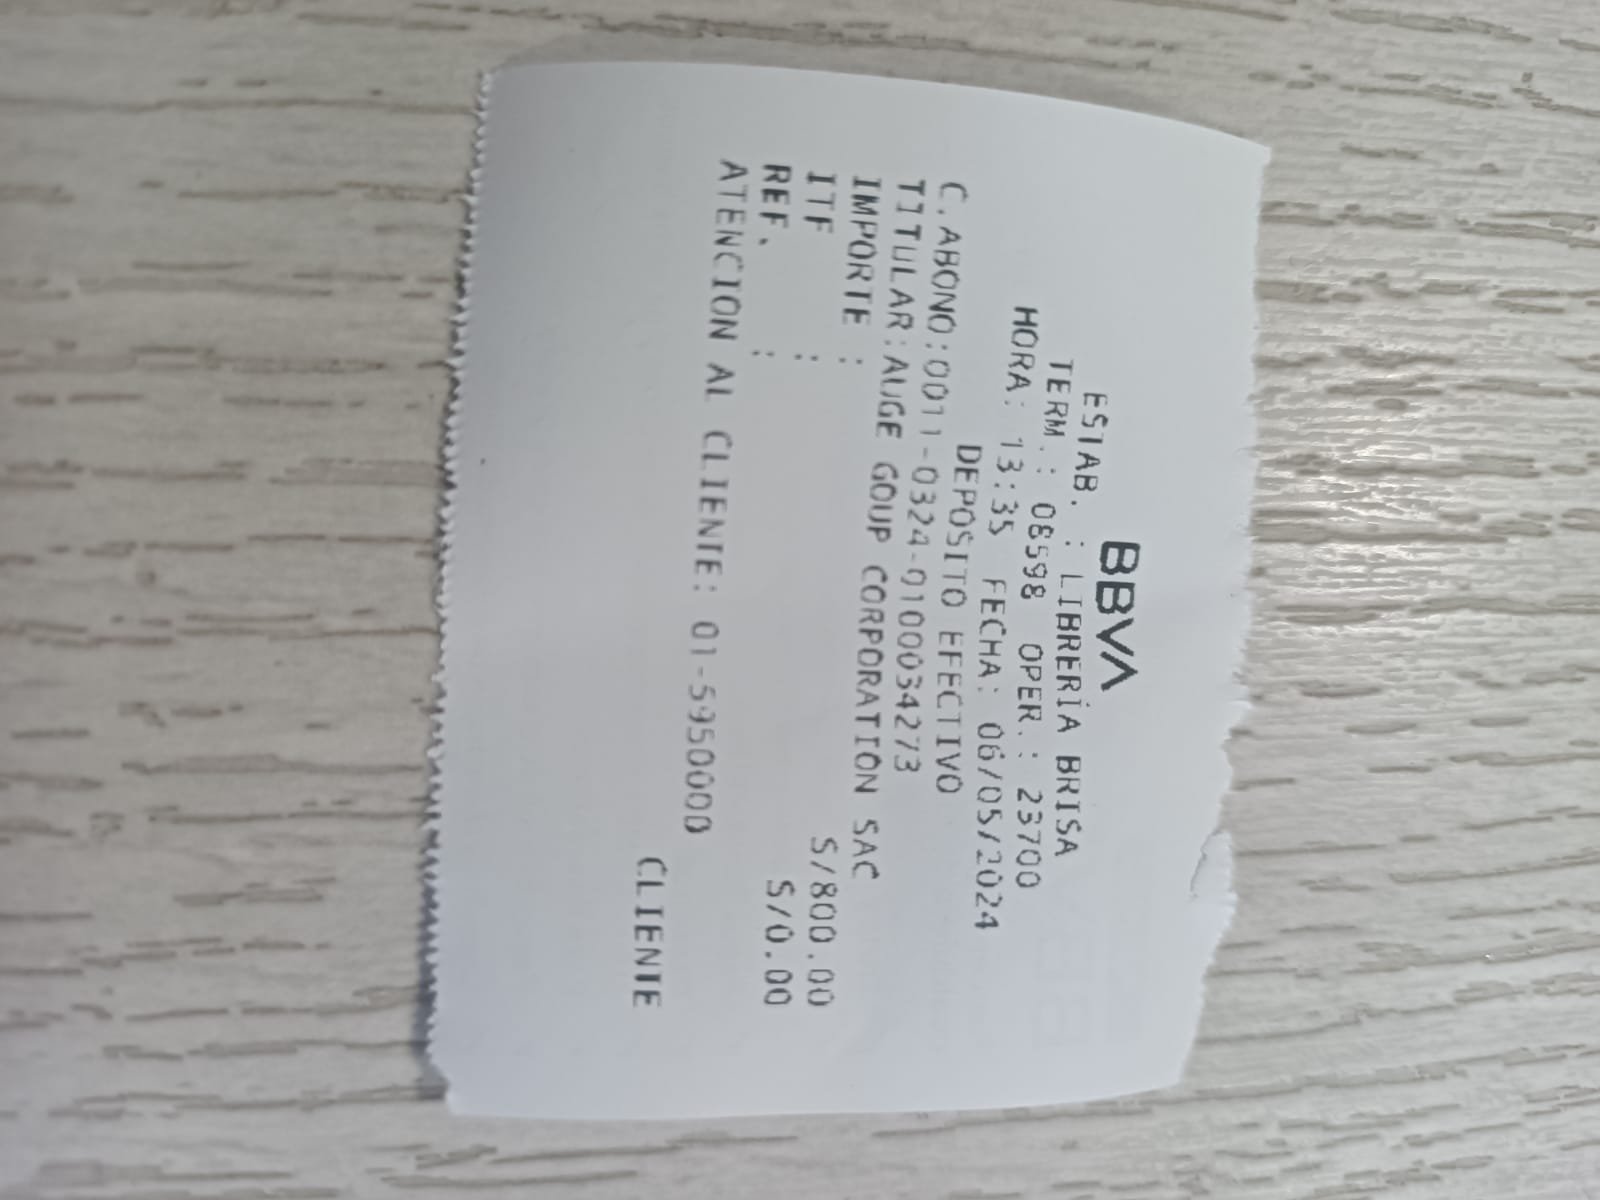 BBVA
ESTAB. : LIBRERÍA BRISA
TERM.: 08598 OPER.: 23700
HORA: 13:35 FECHA: 06/05/2024
DEPOSITO EFECTIVO
C.ABONO:0011-0324-0100034273
TITULAR:AUGE GOUP CORPORATION SAC
IMPORTE : S/800.00
ITF : S/0.00
REF. :
ATENCION AL CLIENTE: 01-5950000
CLIENTE